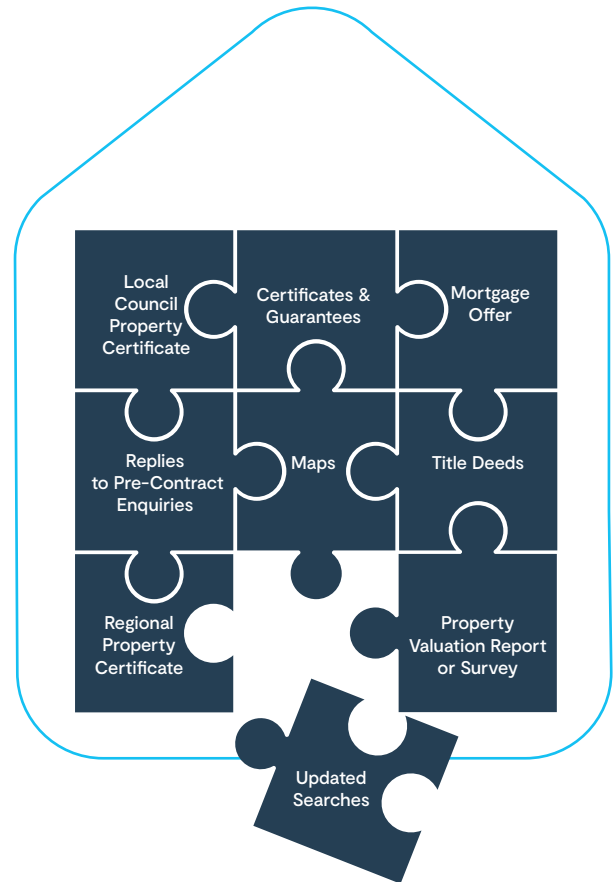 Local
Council
Property
Certificate
Certificates &
Guarantees
Mortgage
Offer
Replies
to Pre-Contract
Enquiries
Maps
Title Deeds
Regional
Property
Certificate
Property
Valuation Report
or Survey
Updated
Searches